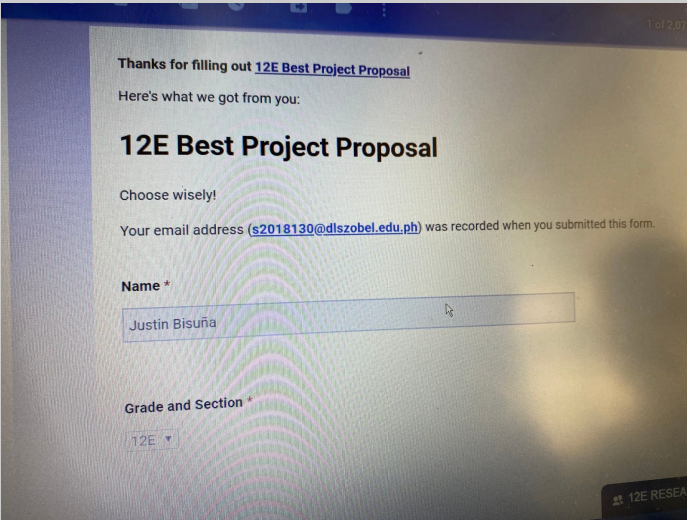 1 of 2,07
Thanks for filling out 12E Best Project Proposal
Here's what we got from you:
12E Best Project Proposal
Choose wisely!
Your email address (s2018130@dlszobel.edu.ph) was recorded when you submitted this form.
Name *
Justin Bisuña
Grade and Section *
12E
12E RESEA